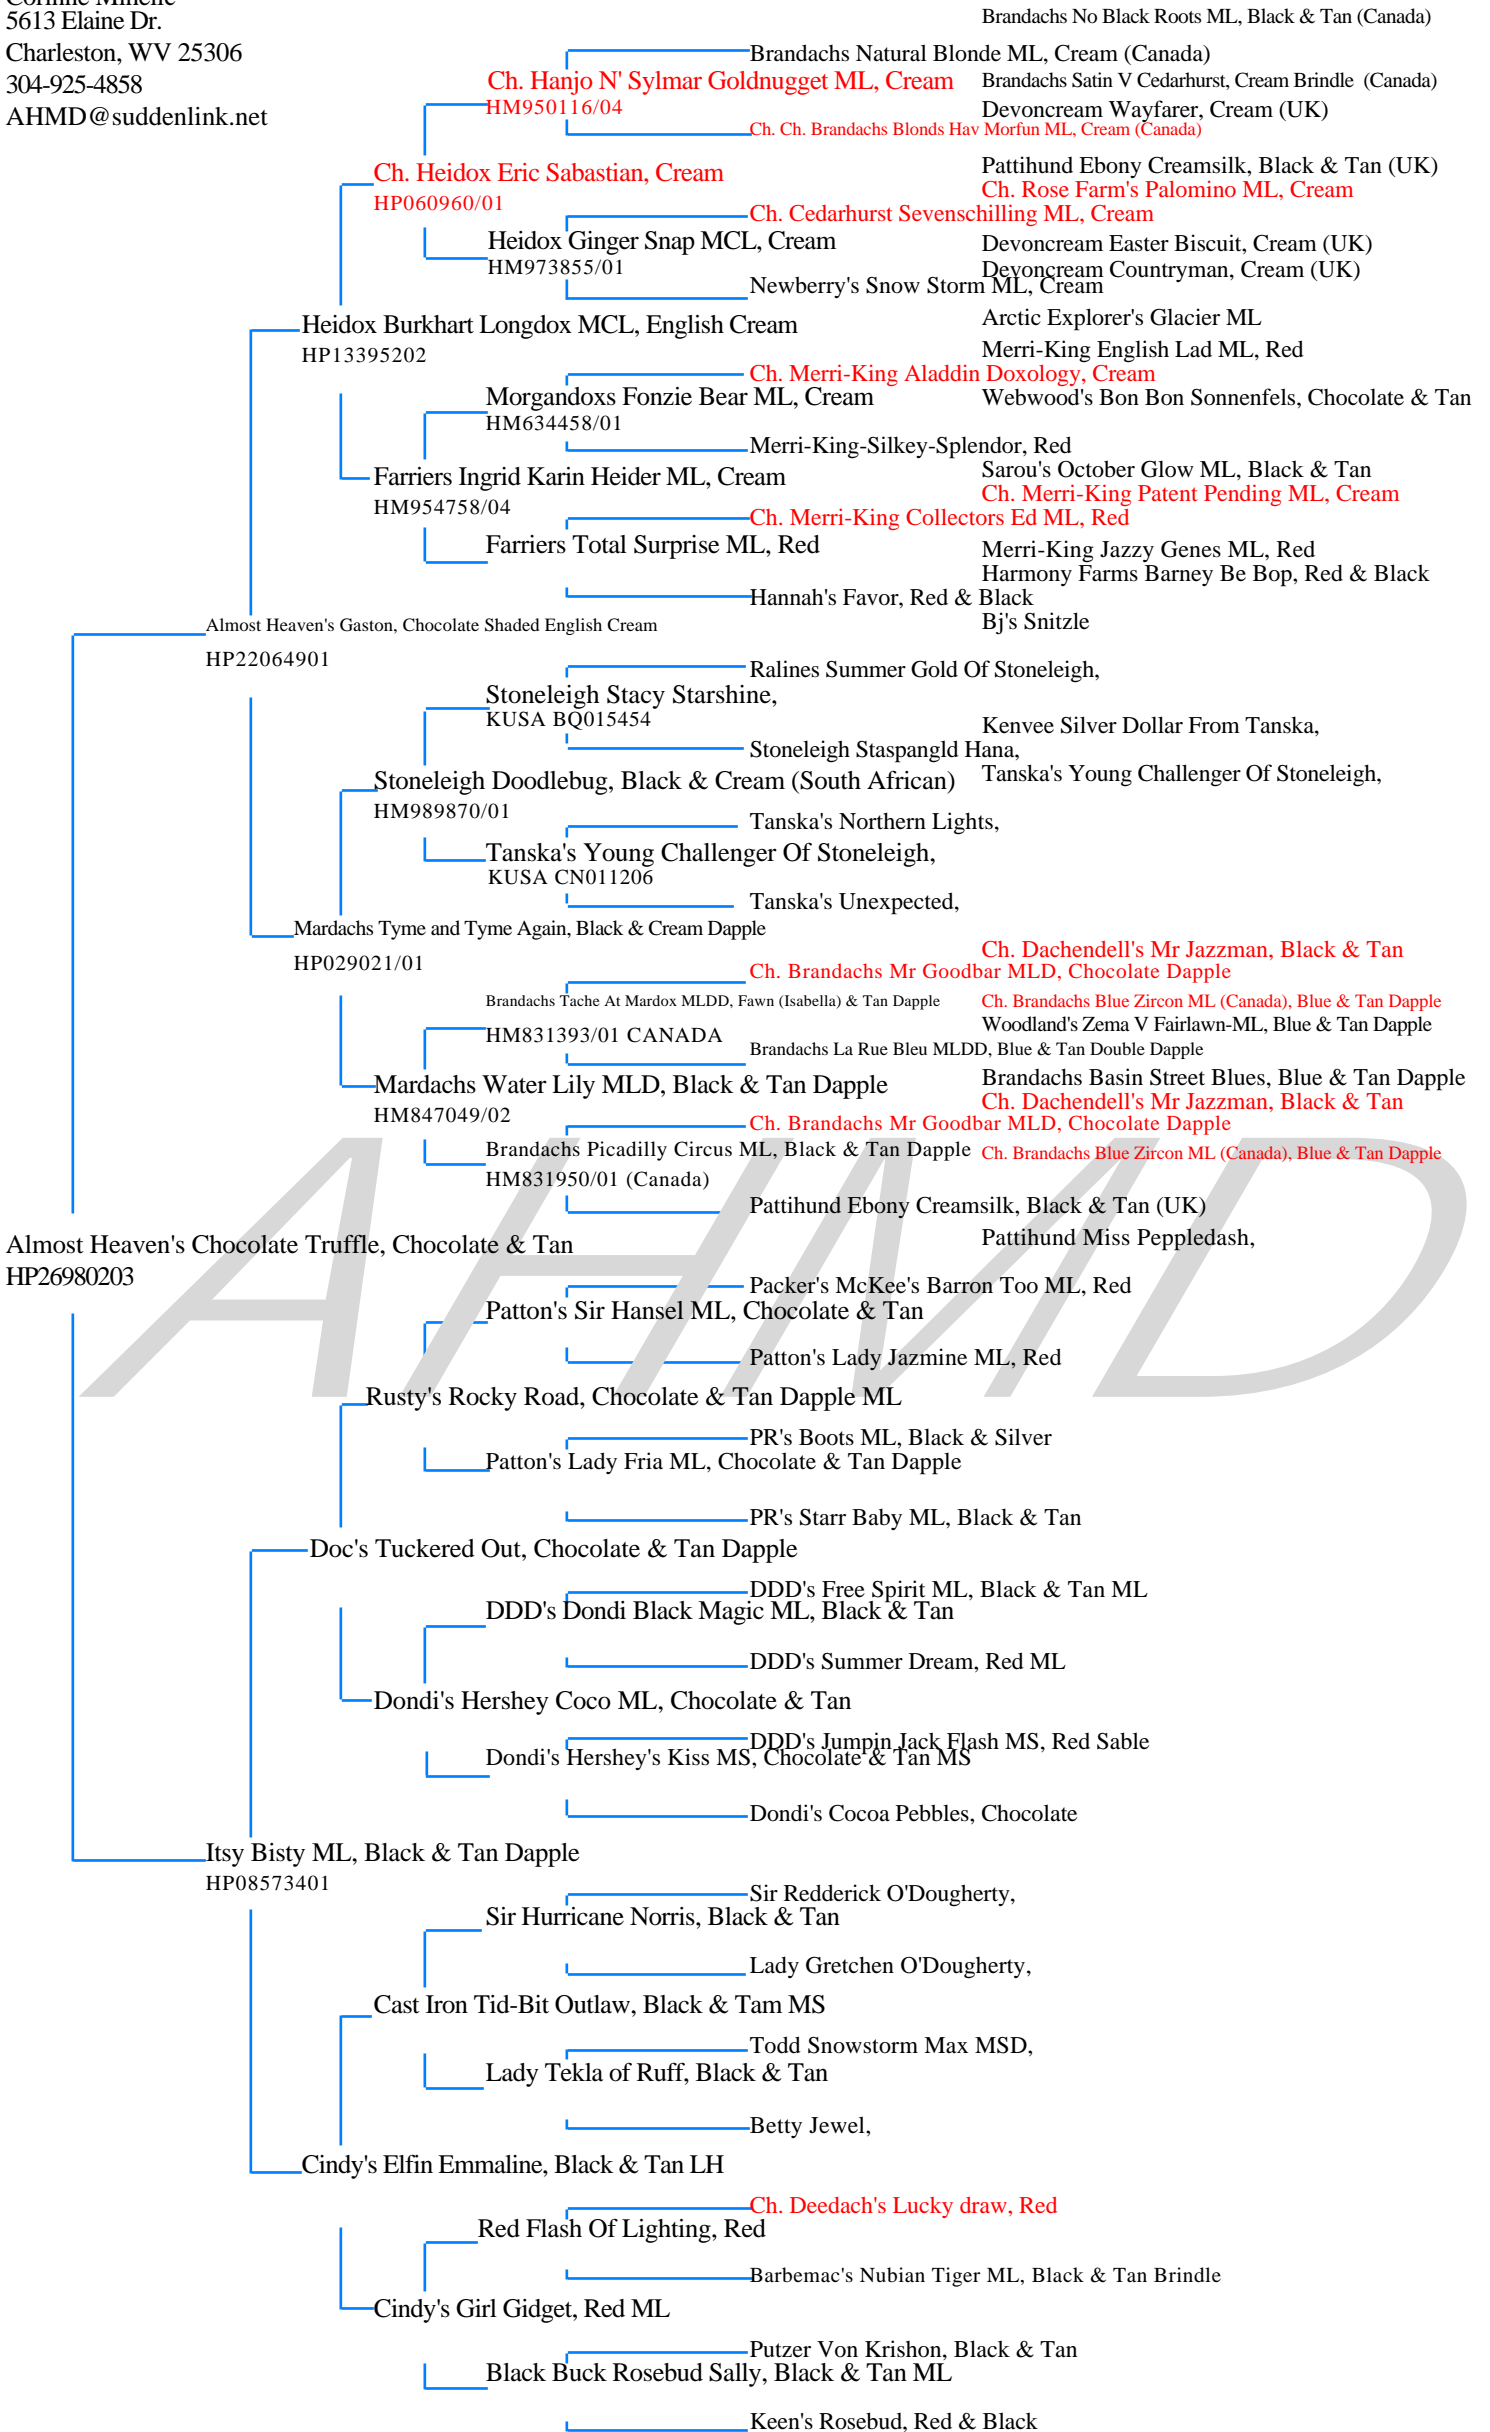 Corinne Minelle
5613 Elaine Dr.
Charleston, WV 25306
304-925-4858
AHMD@suddenlink.net
Brandachs No Black Roots ML, Black & Tan (Canada)
Brandachs Natural Blonde ML, Cream (Canada)
Ch. Hanjo N' Sylmar Goldnugget ML, Cream
Brandachs Satin V Cedarhurst, Cream Brindle (Canada)
HM950116/04
Devoncream Wayfarer, Cream (UK)
Ch. Ch. Brandachs Blonds Hav Morfun ML, Cream (Canada)
Pattihund Ebony Creamsilk, Black & Tan (UK)
Ch. Heidox Eric Sabastian, Cream
Ch. Rose Farm's Palomino ML, Cream
HP060960/01
Ch. Cedarhurst Sevenschilling ML, Cream
Heidox Ginger Snap MCL, Cream
Devoncream Easter Biscuit, Cream (UK)
HM973855/01
Devoncream Countryman, Cream (UK)
Newberry's Snow Storm ML, Cream
Arctic Explorer's Glacier ML
Heidox Burkhart Longdox MCL, English Cream
HP13395202
Merri-King English Lad ML, Red
Ch. Merri-King Aladdin Doxology, Cream
Morgandoxs Fonzie Bear ML, Cream
Webwood's Bon Bon Sonnenfels, Chocolate & Tan
HM634458/01
Merri-King-Silkey-Splendor, Red
Sarou's October Glow ML, Black & Tan
Farriers Ingrid Karin Heider ML, Cream
Ch. Merri-King Patent Pending ML, Cream
HM954758/04
Ch. Merri-King Collectors Ed ML, Red
Farriers Total Surprise ML, Red
Merri-King Jazzy Genes ML, Red
Harmony Farms Barney Be Bop, Red & Black
Hannah's Favor, Red & Black
Bj's Snitzle
Almost Heaven's Gaston, Chocolate Shaded English Cream
HP22064901
Ralines Summer Gold Of Stoneleigh,
Stoneleigh Stacy Starshine,
KUSA BQ015454
Kenvee Silver Dollar From Tanska,
Stoneleigh Staspangld Hana,
Tanska's Young Challenger Of Stoneleigh,
Stoneleigh Doodlebug, Black & Cream (South African)
HM989870/01
Tanska's Northern Lights,
Tanska's Young Challenger Of Stoneleigh,
KUSA CN011206
Tanska's Unexpected,
Mardachs Tyme and Tyme Again, Black & Cream Dapple
HP029021/01
Ch. Dachendell's Mr Jazzman, Black & Tan
Ch. Brandachs Mr Goodbar MLD, Chocolate Dapple
Brandachs Tache At Mardox MLDD, Fawn (Isabella) & Tan Dapple
Ch. Brandachs Blue Zircon ML (Canada), Blue & Tan Dapple
HM831393/01 CANADA
Woodland's Zema V Fairlawn-ML, Blue & Tan Dapple
Brandachs La Rue Bleu MLDD, Blue & Tan Double Dapple
Brandachs Basin Street Blues, Blue & Tan Dapple
Mardachs Water Lily MLD, Black & Tan Dapple
HM847049/02
Ch. Dachendell's Mr Jazzman, Black & Tan
Ch. Brandachs Mr Goodbar MLD, Chocolate Dapple
Brandachs Picadilly Circus ML, Black & Tan Dapple
Ch. Brandachs Blue Zircon ML (Canada), Blue & Tan Dapple
HM831950/01 (Canada)
Pattihund Ebony Creamsilk, Black & Tan (UK)
Pattihund Miss Peppledash,
Almost Heaven's Chocolate Truffle, Chocolate & Tan
HP26980203
AHMD
Packer's McKee's Barron Too ML, Red
Patton's Sir Hansel ML, Chocolate & Tan
Patton's Lady Jazmine ML, Red
Rusty's Rocky Road, Chocolate & Tan Dapple ML
PR's Boots ML, Black & Silver
Patton's Lady Fria ML, Chocolate & Tan Dapple
PR's Starr Baby ML, Black & Tan
Doc's Tuckered Out, Chocolate & Tan Dapple
DDD's Free Spirit ML, Black & Tan ML
DDD's Dondi Black Magic ML, Black & Tan
DDD's Summer Dream, Red ML
Dondi's Hershey Coco ML, Chocolate & Tan
DDD's Jumpin Jack Flash MS, Red Sable
Dondi's Hershey's Kiss MS, Chocolate & Tan MS
Dondi's Cocoa Pebbles, Chocolate
Itsy Bisty ML, Black & Tan Dapple
HP08573401
Sir Redderick O'Dougherty,
Sir Hurricane Norris, Black & Tan
Lady Gretchen O'Dougherty,
Cast Iron Tid-Bit Outlaw, Black & Tam MS
Todd Snowstorm Max MSD,
Lady Tekla of Ruff, Black & Tan
Betty Jewel,
Cindy's Elfin Emmaline, Black & Tan LH
Ch. Deedach's Lucky draw, Red
Red Flash Of Lighting, Red
Barbemac's Nubian Tiger ML, Black & Tan Brindle
Cindy's Girl Gidget, Red ML
Putzer Von Krishon, Black & Tan
Black Buck Rosebud Sally, Black & Tan ML
Keen's Rosebud, Red & Black